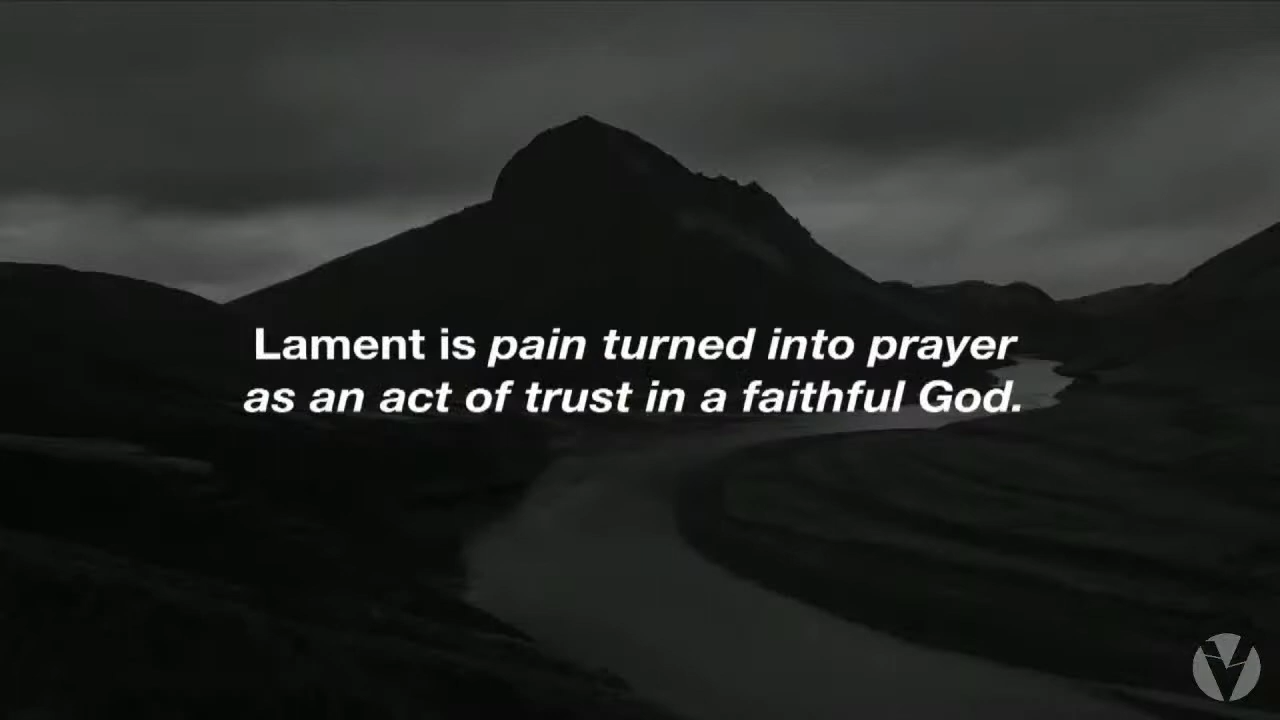 Lament is pain turned into prayer
as an act of trust in a faithful God.